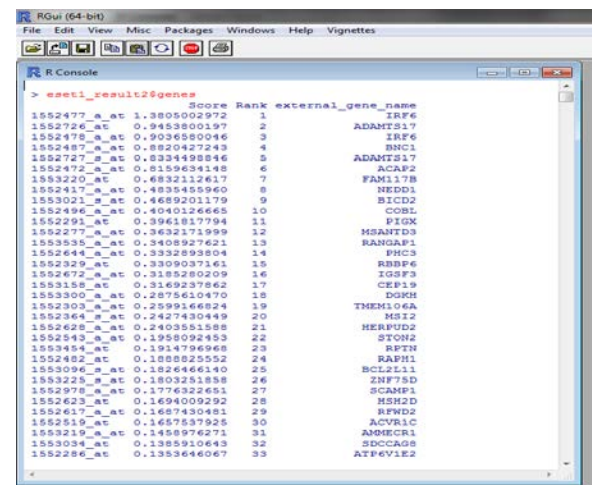 RGui (64-bit)
File Edit View Misc Packages Windows Help Vignettes
R Console
> eset1_result2$genes
Score Rank external_gene_name
1552477_a_at 1.3805002972 1 IRF6
1552726_at 0.9453800197 2 ADAMTS17
1552478_a_at 0.9036580046 3 IRF6
1552487_a_at 0.8820427243 4 BNC1
1552727_s_at 0.8334498846 5 ADAMTS17
1552472_a_at 0.8159634148 6 ACAP2
1553220_at 0.6832112617 7 FAM117B
1552417_a_at 0.4835455960 8 NEDD1
1553021_s_at 0.4689201179 9 BICD2
1552496_a_at 0.4040126665 10 COBL
1552291_at 0.3961817794 11 PIGX
1552277_a_at 0.3632171999 12 MSANTD3
1553535_a_at 0.3408927621 13 RANGAP1
1552644_a_at 0.3332893804 14 PHC3
1552329_at 0.3309037161 15 RBBP6
1552672_a_at 0.3185280209 16 IGSF3
1553158_at 0.3169237862 17 CEP19
1553300_a_at 0.2875610470 18 DGKH
1552303_a_at 0.2599166824 19 TMEM106A
1552364_s_at 0.2427430449 20 MSI2
1552628_a_at 0.2403551588 21 HERPUD2
1552543_a_at 0.1958092453 22 STON2
1553454_at 0.1914796968 23 RPTN
1552482_at 0.1888825552 24 RAPH1
1553096_s_at 0.1826466140 25 BCL2L11
1553225_s_at 0.1803251858 26 ZNF75D
1552978_a_at 0.1776322651 27 SCAMP1
1552623_at 0.1694009292 28 HSH2D
1552617_a_at 0.1687430481 29 RFWD2
1552519_at 0.1657537925 30 ACVR1C
1553219_a_at 0.1458976271 31 AMMECR1
1553034_at 0.1385910643 32 SDCCAG8
1552286_at 0.1353646067 33 ATP6V1E2